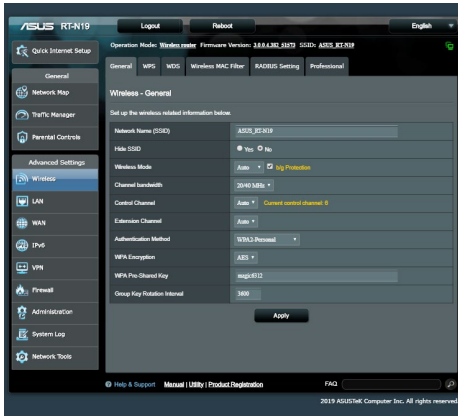 ASUS RT-N19 Logout Reboot English
Quick Internet Setup
Operation Mode: Wireless router Firmware Version: 3.0.0.4.382_51573 SSID: ASUS_RT-N19
General WPS WDS Wireless MAC Filter RADIUS Setting Professional
General
Network Map
Traffic Manager
Parental Controls
Advanced Settings
Wireless
LAN
WAN
IPv6
VPN
Firewall
Administration
System Log
Network Tools
Wireless - General
Set up the wireless related information below.
Network Name (SSID) ASUS_RT-N19
Hide SSID Yes No
Wireless Mode Auto b/g Protection
Channel bandwidth 20/40 MHz
Control Channel Auto Current control channel: 6
Extension Channel Auto
Authentication Method WPA2-Personal
WPA Encryption AES
WPA Pre-Shared Key magic0312
Group Key Rotation Interval 3600
Apply
Help & Support Manual | Utility | Product Registration FAQ
2019 ASUSTeK Computer Inc. All rights reserved